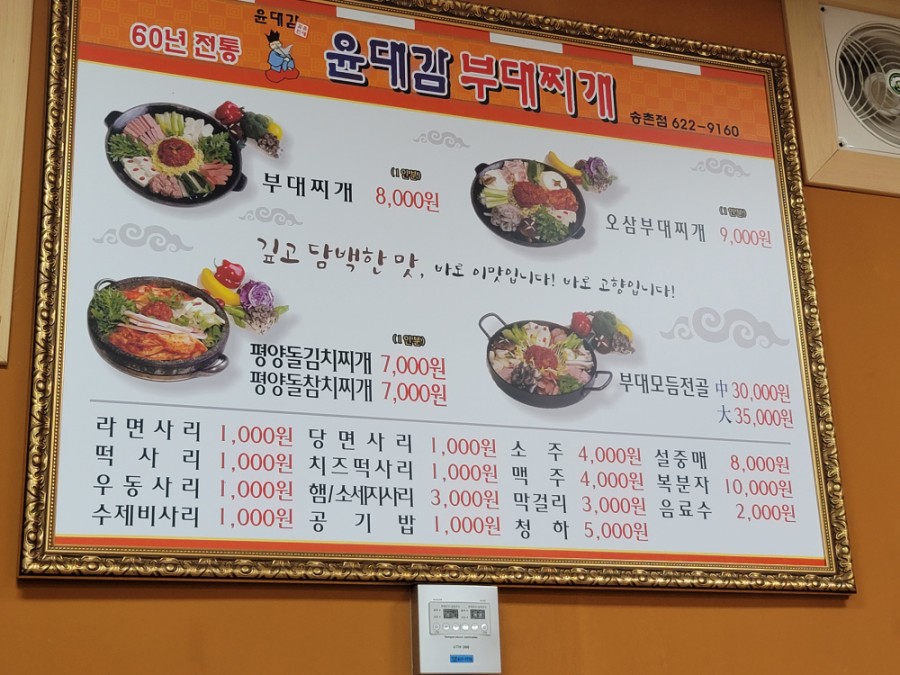 윤대감
60년 전통
윤대감 부대찌개
송촌점 622-9160
(1인분)
부대찌개 8,000원
(1인분)
오삼부대찌개 9,000원
깊고 담백한 맛, 바로 이맛입니다! 바로 고향입니다!
(1인분)
평양돌김치찌개 7,000원
평양돌참치찌개 7,000원
부대모듬전골 中 30,000원
大 35,000원
라면사리 1,000원 당면사리 1,000원 소주 4,000원 설중매 8,000원
떡사리 1,000원 치즈떡사리 1,000원 맥주 4,000원 복분자 10,000원
우동사리 1,000원 햄/소세지사리 3,000원 막걸리 3,000원 음료수 2,000원
수제비사리 1,000원 공기밥 1,000원 청하 5,000원